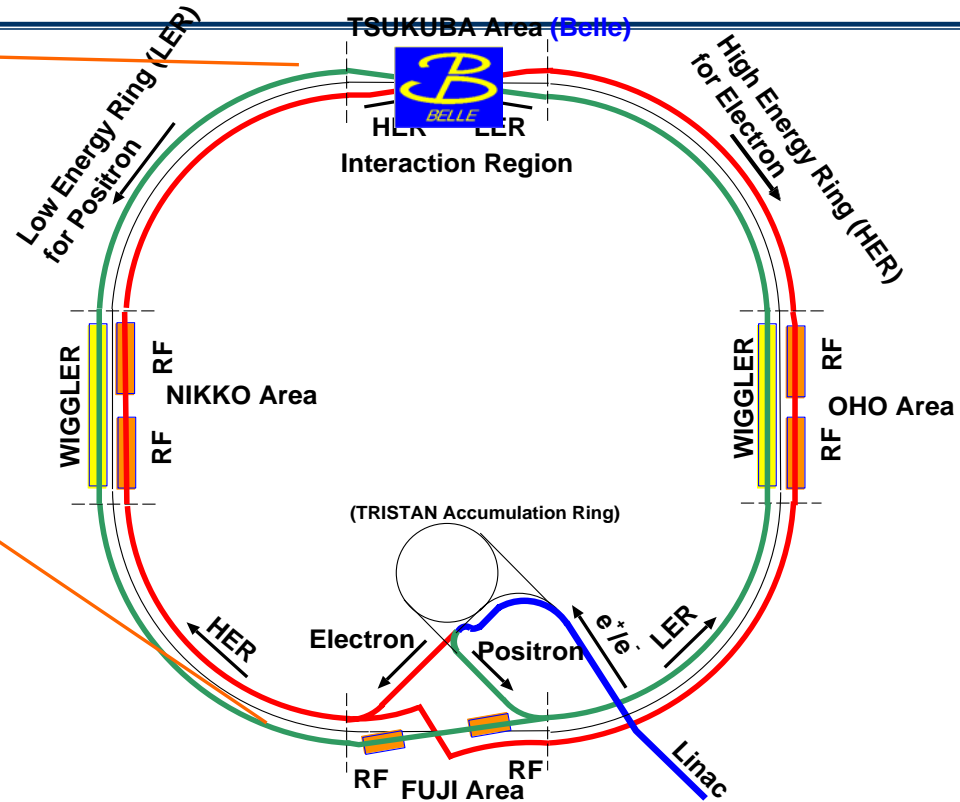 TSUKUBA Area (Belle)
Low Energy Ring (LER)
for Positron
High Energy Ring (HER)
for Electron
B
BELLE
HER
LER
Interaction Region
WIGGLER
RF
RF
NIKKO Area
WIGGLER
RF
RF
OHO Area
(TRISTAN Accumulation Ring)
HER
Electron
Positron
e+/e-
LER
RF
FUJI Area
RF
Linac